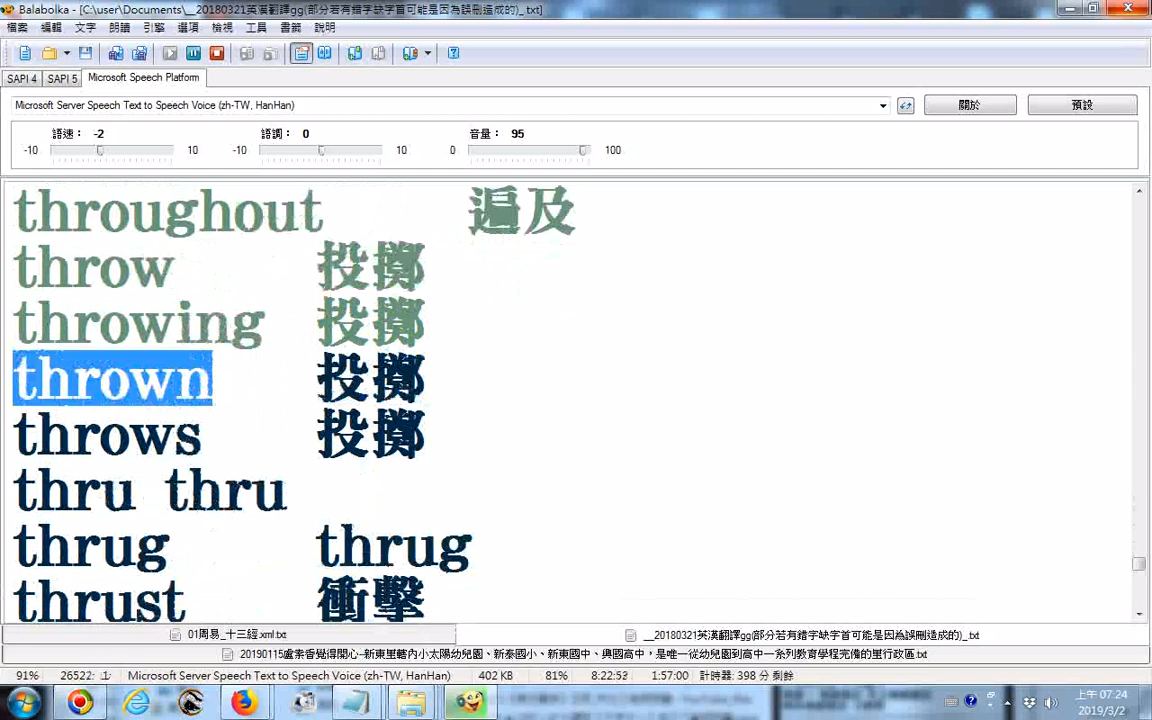 Balabolka - [C:\user\Documents\__20180321英漢翻譯gg(部分若有錯字缺字首可能是因為誤刪造成的)_.txt]
檔案 編輯 文字 朗讀 引擎 選項 檢視 工具 書籤 說明
SAPI 4 SAPI 5 Microsoft Speech Platform
Microsoft Server Speech Text to Speech Voice (zh-TW, HanHan) 關於 預設
語速： -2 語調： 0 音量： 95
-10 10 -10 10 0 100
throughout 遍及
throw 投擲
throwing 投擲
thrown 投擲
throws 投擲
thru thru
thrug thrug
thrust 衝擊
01周易_十三經.xml.txt __20180321英漢翻譯gg(部分若有錯字缺字首可能是因為誤刪造成的)_.txt
20190115盧素香覺得開心-新東里轄內小太陽幼兒園、新泰國小、新東國中、興國高中，是唯一從幼兒園到高中一系列教育學程完備的里行政區.txt
91% 26522: 1 Microsoft Server Speech Text to Speech Voice (zh-TW, HanHan) 402 KB 81% 8:22:53 1:57:00 計時器: 398 分 剩餘
上午 07:24
2019/3/2